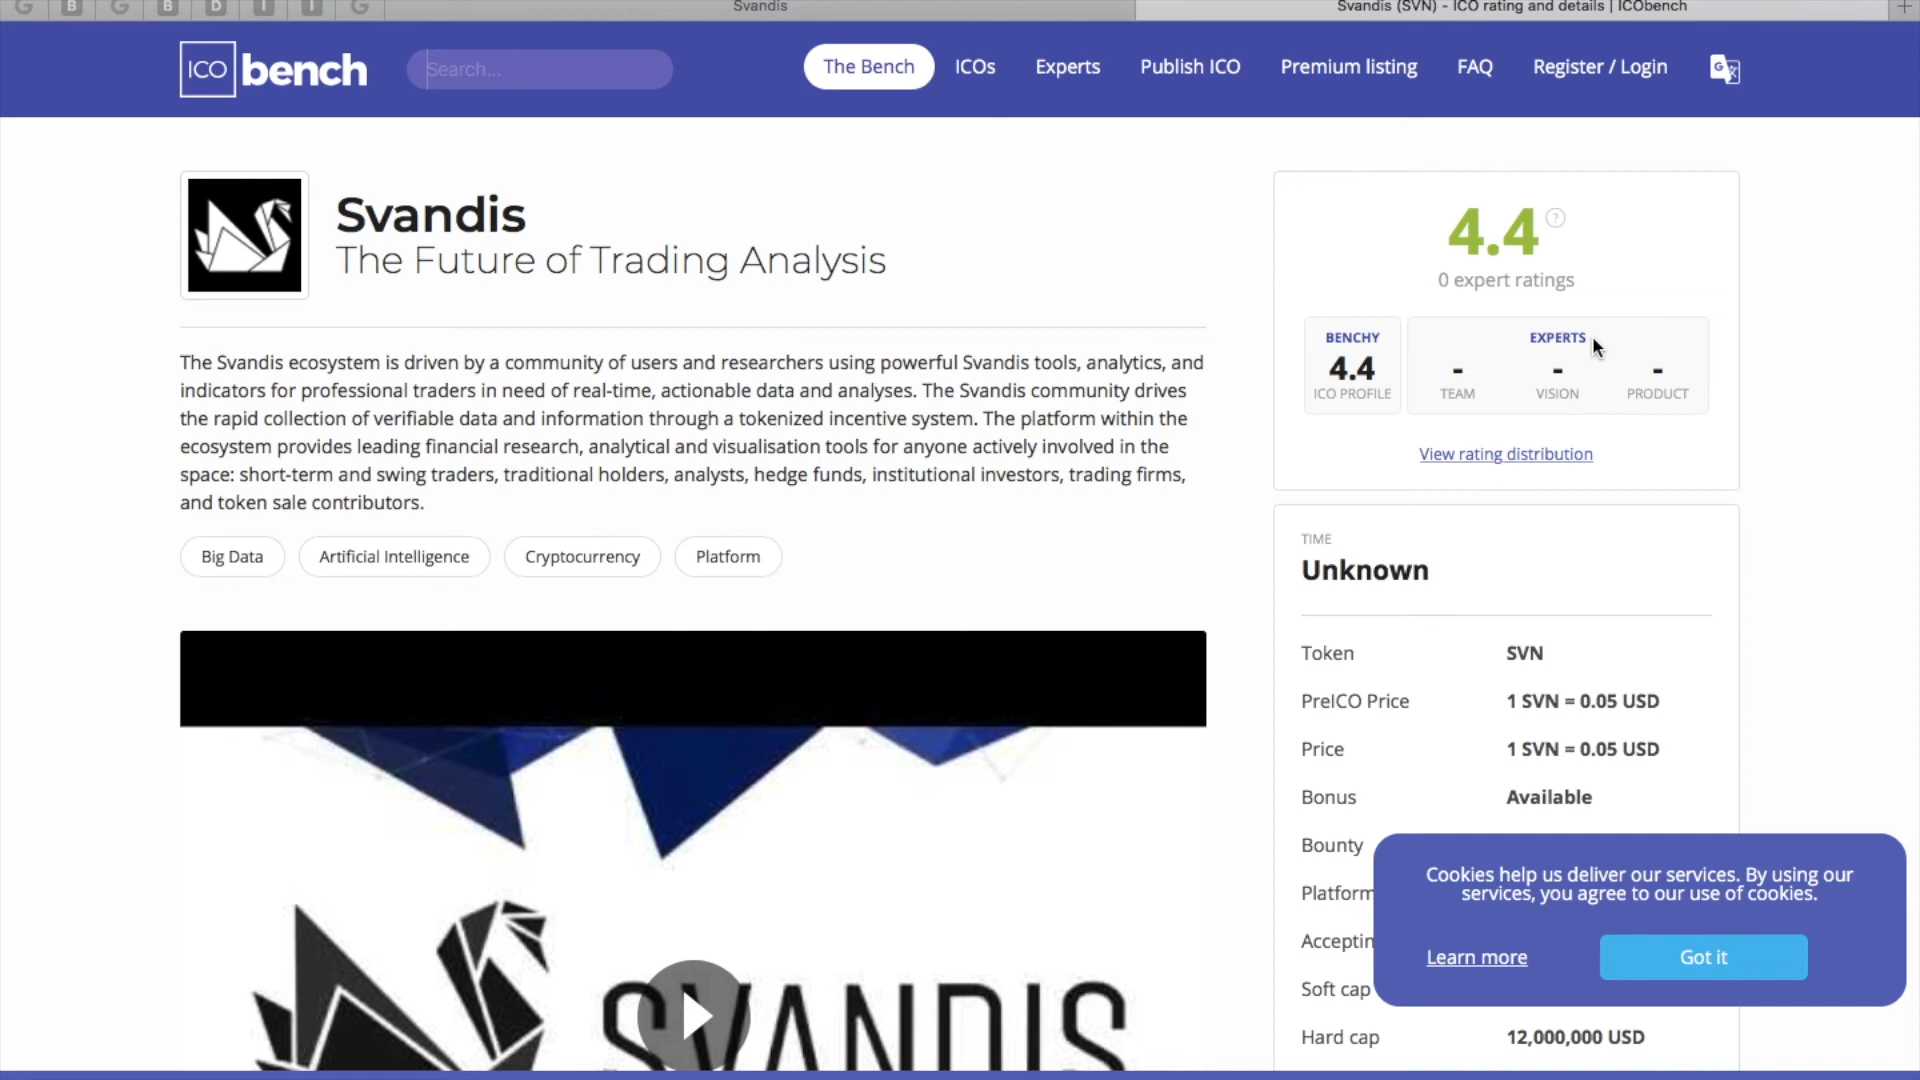 G B G B D I I G
Svandis
Svandis (SVN) - ICO rating and details | ICObench
ICO bench
Search...
The Bench
ICOs
Experts
Publish ICO
Premium listing
FAQ
Register / Login
Svandis
The Future of Trading Analysis
The Svandis ecosystem is driven by a community of users and researchers using powerful Svandis tools, analytics, and
indicators for professional traders in need of real-time, actionable data and analyses. The Svandis community drives
the rapid collection of verifiable data and information through a tokenized incentive system. The platform within the
ecosystem provides leading financial research, analytical and visualisation tools for anyone actively involved in the
space: short-term and swing traders, traditional holders, analysts, hedge funds, institutional investors, trading firms,
and token sale contributors.
Big Data
Artificial Intelligence
Cryptocurrency
Platform
SVANDIS
4.4 ?
0 expert ratings
BENCHY
4.4
ICO PROFILE
EXPERTS
- - -
TEAM VISION PRODUCT
View rating distribution
TIME
Unknown
Token SVN
PreICO Price 1 SVN = 0.05 USD
Price 1 SVN = 0.05 USD
Bonus Available
Bounty
Platform
Acceptin
Soft cap
Hard cap 12,000,000 USD
Cookies help us deliver our services. By using our
services, you agree to our use of cookies.
Learn more
Got it